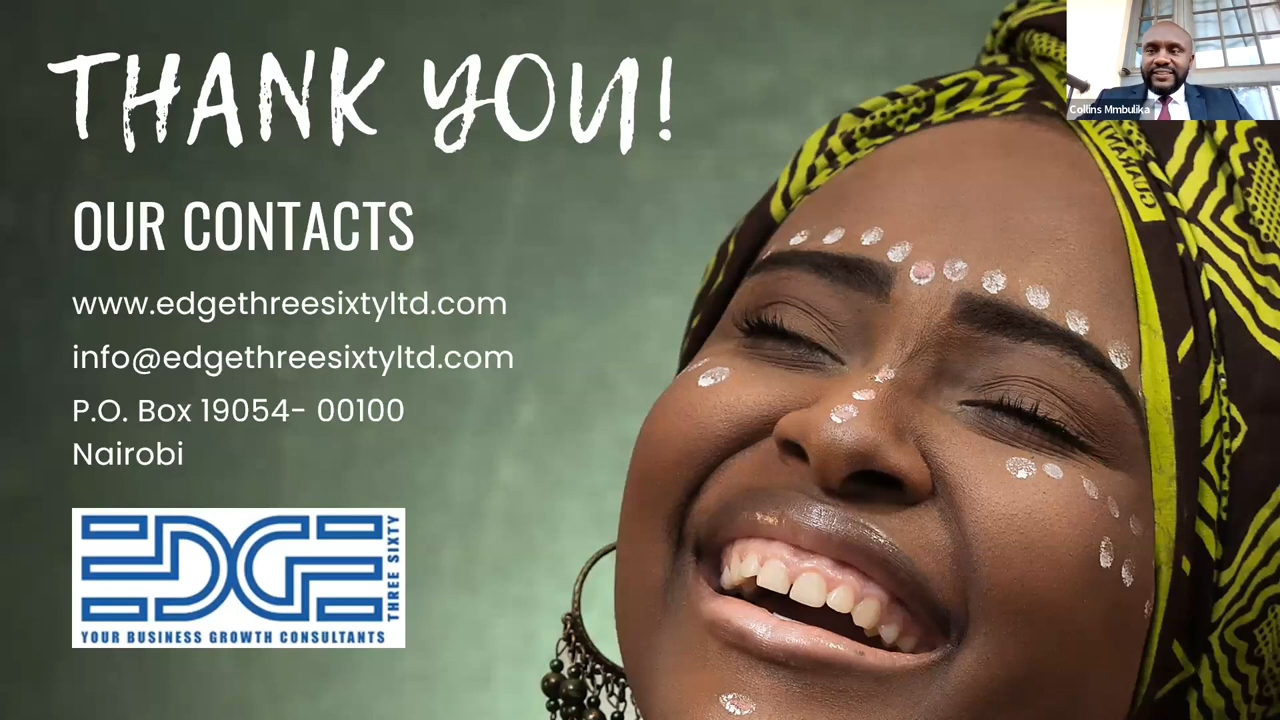 THANK YOU!
Collins Mmbulika
OUR CONTACTS
www.edgethreesixtyltd.com
info@edgethreesixtyltd.com
P.O. Box 19054- 00100
Nairobi
EDGE
THREE SIXTY
YOUR BUSINESS GROWTH CONSULTANTS